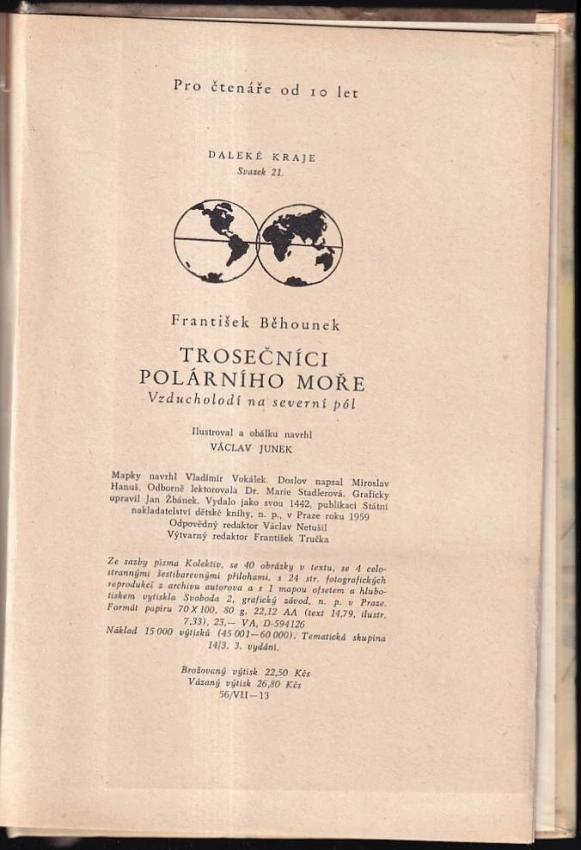 Pro čtenáře od 10 let
DALEKÉ KRAJE
Svazek 21.
František Běhounek
TROSEČNÍCI
POLÁRNÍHO MOŘE
Vzducholodí na severní pól
Ilustroval a obálku navrhl
VÁCLAV JUNEK
Mapky navrhl Vladimír Vokálek. Doslov napsal Miroslav
Hanuš. Odborně lektorovala Dr. Marie Stadlerová. Graficky
upravil Jan Žbánek. Vydalo jako svou 1442. publikaci Státní
nakladatelství dětské knihy, n. p., v Praze roku 1959
Odpovědný redaktor Václav Netušil
Výtvarný redaktor František Tručka
Ze sazby písma Kolektiv, se 40 obrázky v textu, se 4 celo-
strannými šestibarevnými přílohami, s 24 str. fotografických
reprodukcí z archivu autorova a s 1 mapou ofsetem a hlubo-
tiskem vytiskla Svoboda 2, grafický závod, n. p. v Praze.
Formát papíru 70×100, 80 g. 22,12 AA (text 14,79, ilustr.
7,33), 23,— VA, D-594126
Náklad 15 000 výtisků (45 001—60 000). Tematická skupina
14/3. 3. vydání.
Brožovaný výtisk 22,50 Kčs
Vázaný výtisk 26,80 Kčs
56/VII—13